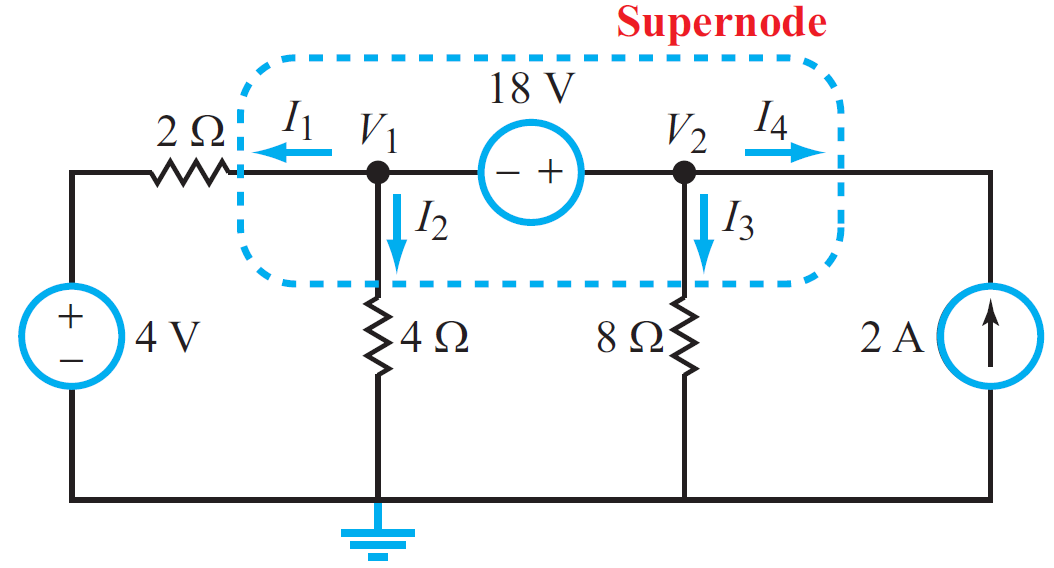 Supernode
18 V
2 Ω I1 V1 V2 I4
− +
I2 I3
+
−
4 V 4 Ω 8 Ω 2 A